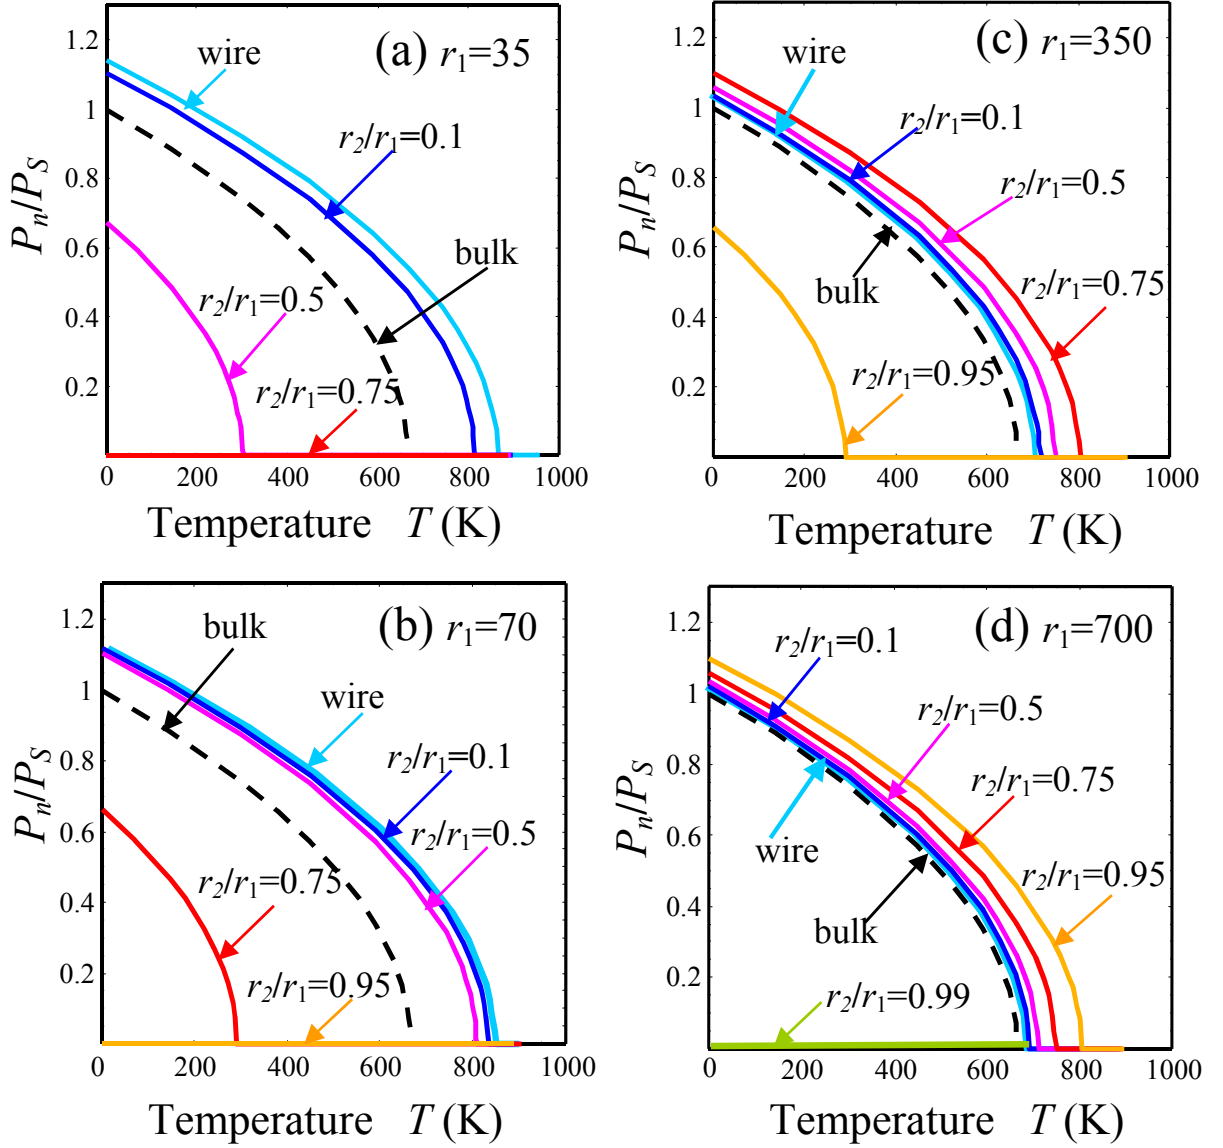 (a) r1=35
wire
r2/r1=0.1
bulk
r2/r1=0.5
r2/r1=0.75
1.2
1
0.8
0.6
0.4
0.2
Pn/PS
0 200 400 600 800 1000
Temperature T (K)
(c) r1=350
wire
r2/r1=0.1
r2/r1=0.5
bulk
r2/r1=0.75
r2/r1=0.95
1.2
1
0.8
0.6
0.4
0.2
Pn/PS
0 200 400 600 800 1000
Temperature T (K)
(b) r1=70
bulk
wire
r2/r1=0.1
r2/r1=0.5
r2/r1=0.75
r2/r1=0.95
1.2
1
0.8
0.6
0.4
0.2
Pn/PS
0 200 400 600 800 1000
Temperature T (K)
(d) r1=700
r2/r1=0.1
r2/r1=0.5
r2/r1=0.75
wire
r2/r1=0.95
bulk
r2/r1=0.99
1.2
1
0.8
0.6
0.4
0.2
Pn/PS
0 200 400 600 800 1000
Temperature T (K)